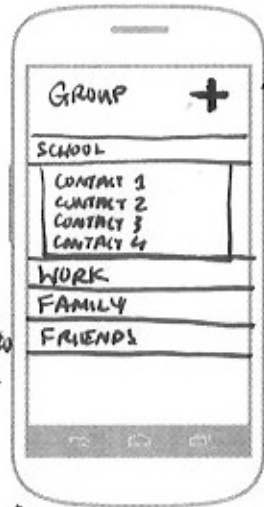 GROUP +
SCHOOL
CONTACT 1
CONTACT 2
CONTACT 3
CONTACT 4
WORK
FAMILY
FRIENDS